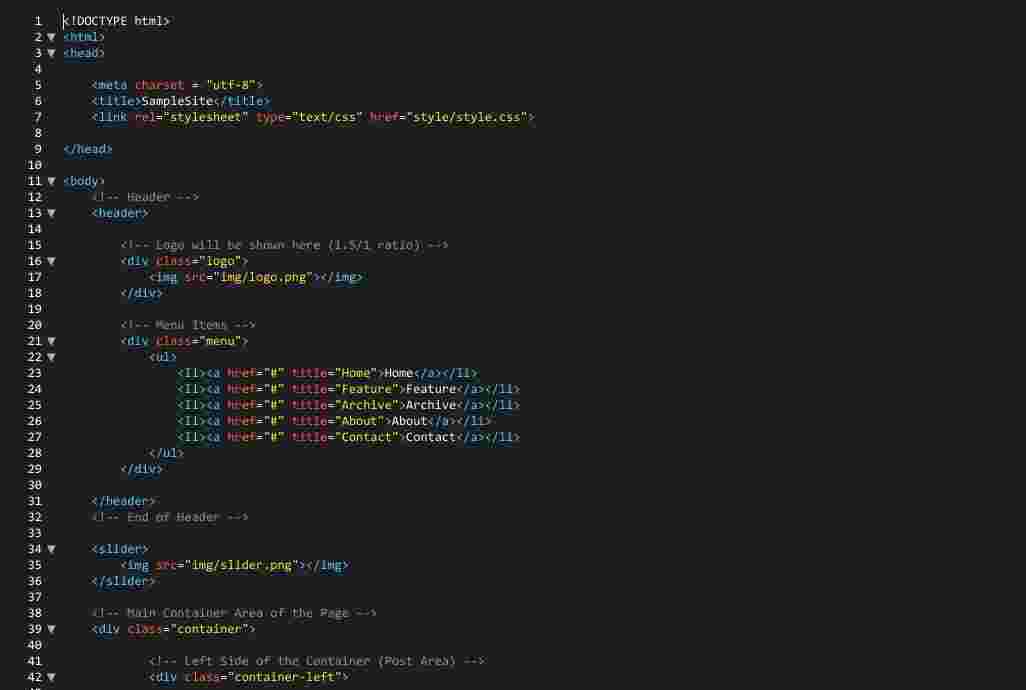 1 <!DOCTYPE html>
2 ▼ <html>
3 ▼ <head>
4
5 <meta charset = "utf-8">
6 <title>SampleSite</title>
7 <link rel="stylesheet" type="text/css" href="style/style.css">
8
9 </head>
10
11 ▼ <body>
12 <!-- Header -->
13 ▼ <header>
14
15 <!-- Logo will be shown here (1.5/1 ratio) -->
16 ▼ <div class="logo">
17 <img src="img/logo.png"></img>
18 </div>
19
20 <!-- Menu Items -->
21 ▼ <div class="menu">
22 ▼ <ul>
23 <li><a href="#" title="Home">Home</a></li>
24 <li><a href="#" title="Feature">Feature</a></li>
25 <li><a href="#" title="Archive">Archive</a></li>
26 <li><a href="#" title="About">About</a></li>
27 <li><a href="#" title="Contact">Contact</a></li>
28 </ul>
29 </div>
30
31 </header>
32 <!-- End of Header -->
33
34 ▼ <slider>
35 <img src="img/slider.png"></img>
36 </slider>
37
38 <!-- Main Container Area of the Page -->
39 ▼ <div class="container">
40
41 <!-- Left Side of the Container (Post Area) -->
42 ▼ <div class="container-left">